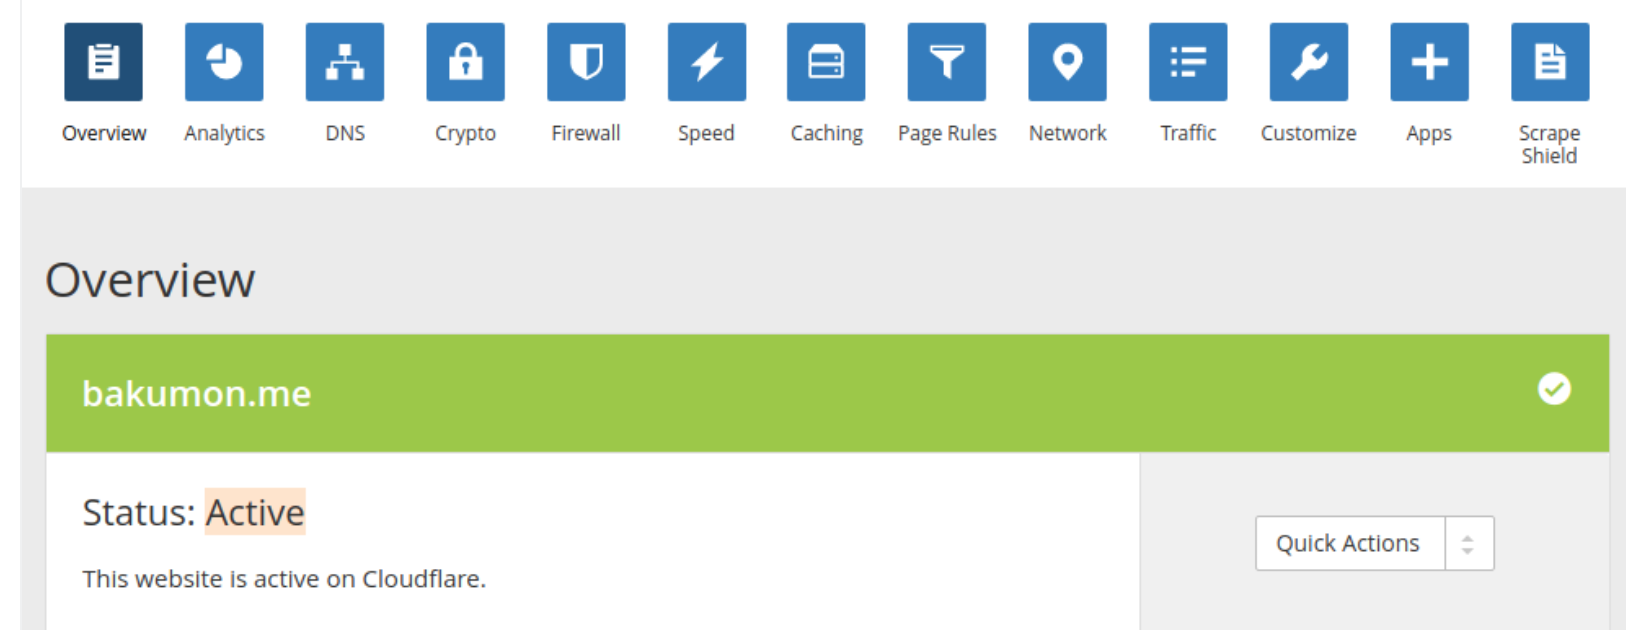 Overview Analytics DNS Crypto Firewall Speed Caching Page Rules Network Traffic Customize Apps Scrape Shield
Overview
bakumon.me
Status: Active
Quick Actions
This website is active on Cloudflare.